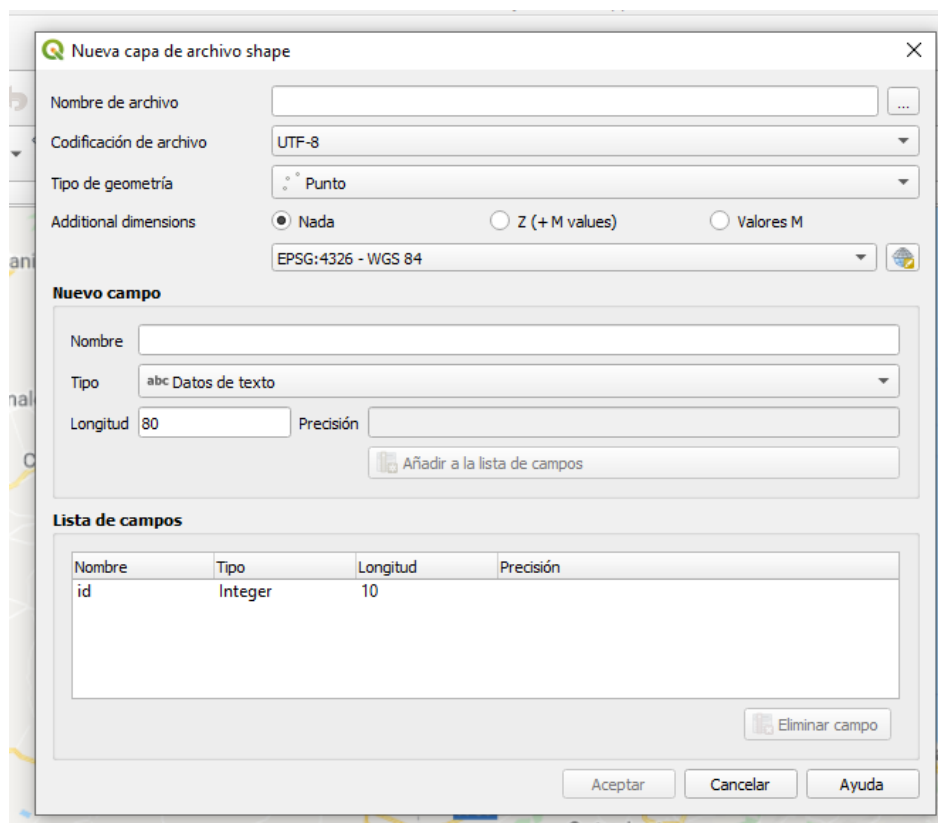 Nueva capa de archivo shape
Nombre de archivo
...
Codificación de archivo UTF-8
Tipo de geometría Punto
Additional dimensions Nada Z (+ M values) Valores M
EPSG:4326 - WGS 84
ani
Nuevo campo
Nombre
Tipo abc Datos de texto
nal
Longitud 80 Precisión
C
Añadir a la lista de campos
Lista de campos
Nombre Tipo Longitud Precisión
id Integer 10
Eliminar campo
Aceptar Cancelar Ayuda